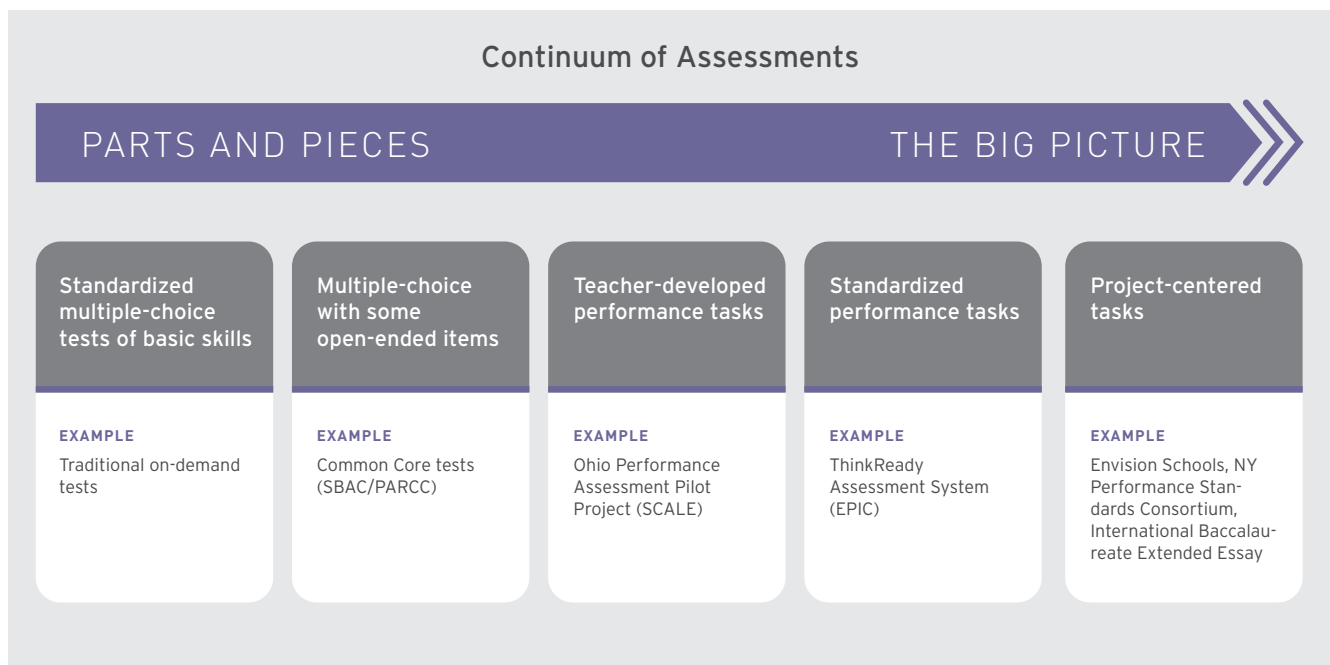 Continuum of Assessments
PARTS AND PIECES
THE BIG PICTURE
Standardized
multiple-choice
tests of basic skills
EXAMPLE
Traditional on-demand
tests
Multiple-choice
with some
open-ended items
EXAMPLE
Common Core tests
(SBAC/PARCC)
Teacher-developed
performance tasks
EXAMPLE
Ohio Performance
Assessment Pilot
Project (SCALE)
Standardized
performance tasks
EXAMPLE
ThinkReady
Assessment System
(EPIC)
Project-centered
tasks
EXAMPLE
Envision Schools, NY
Performance Stan-
dards Consortium,
International Baccalau-
reate Extended Essay